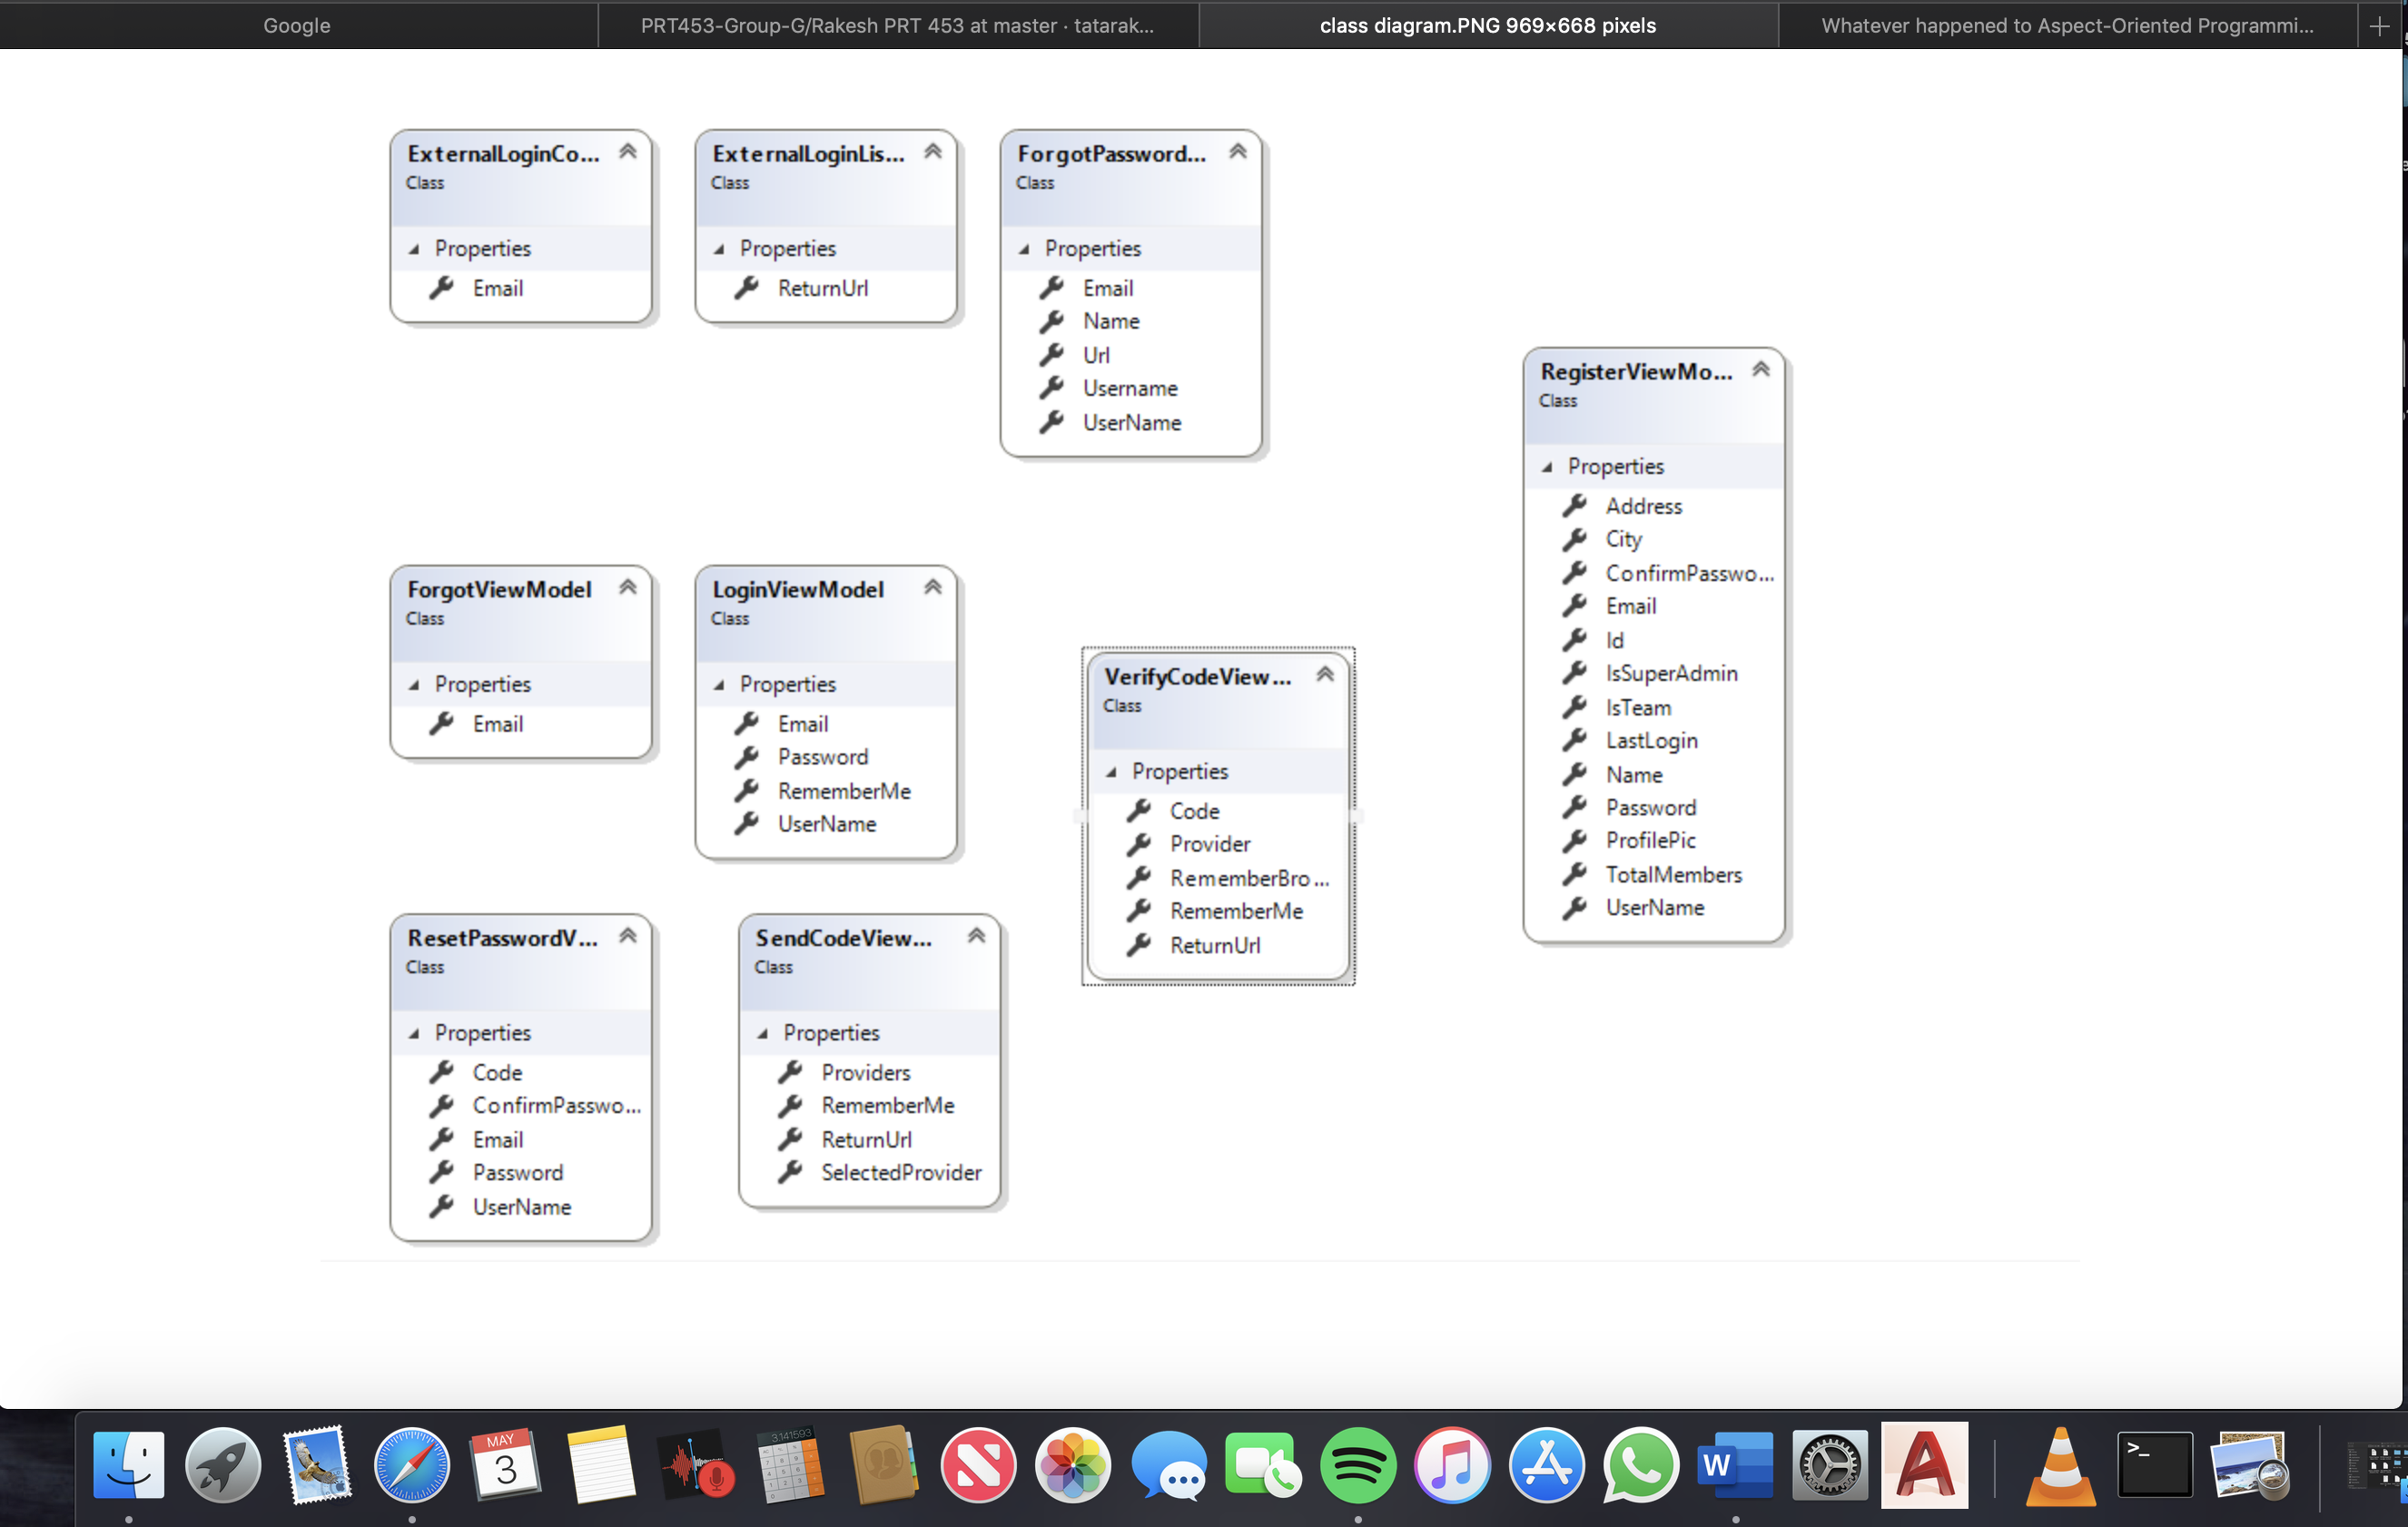 Google
PRT453-Group-G/Rakesh PRT 453 at master · tatarak...
class diagram.PNG 969×668 pixels
Whatever happened to Aspect-Oriented Programmi...
ExternalLoginCo...
Class
Properties
Email
ExternalLoginLis...
Class
Properties
ReturnUrl
ForgotPassword...
Class
Properties
Email
Name
Url
Username
UserName
RegisterViewMo...
Class
Properties
Address
City
ConfirmPasswo...
Email
Id
IsSuperAdmin
IsTeam
LastLogin
Name
Password
ProfilePic
TotalMembers
UserName
ForgotViewModel
Class
Properties
Email
LoginViewModel
Class
Properties
Email
Password
RememberMe
UserName
VerifyCodeView...
Class
Properties
Code
Provider
RememberBro...
RememberMe
ReturnUrl
ResetPasswordV...
Class
Properties
Code
ConfirmPasswo...
Email
Password
UserName
SendCodeView...
Class
Properties
Providers
RememberMe
ReturnUrl
SelectedProvider
MAY
3
3.141593
W
>_